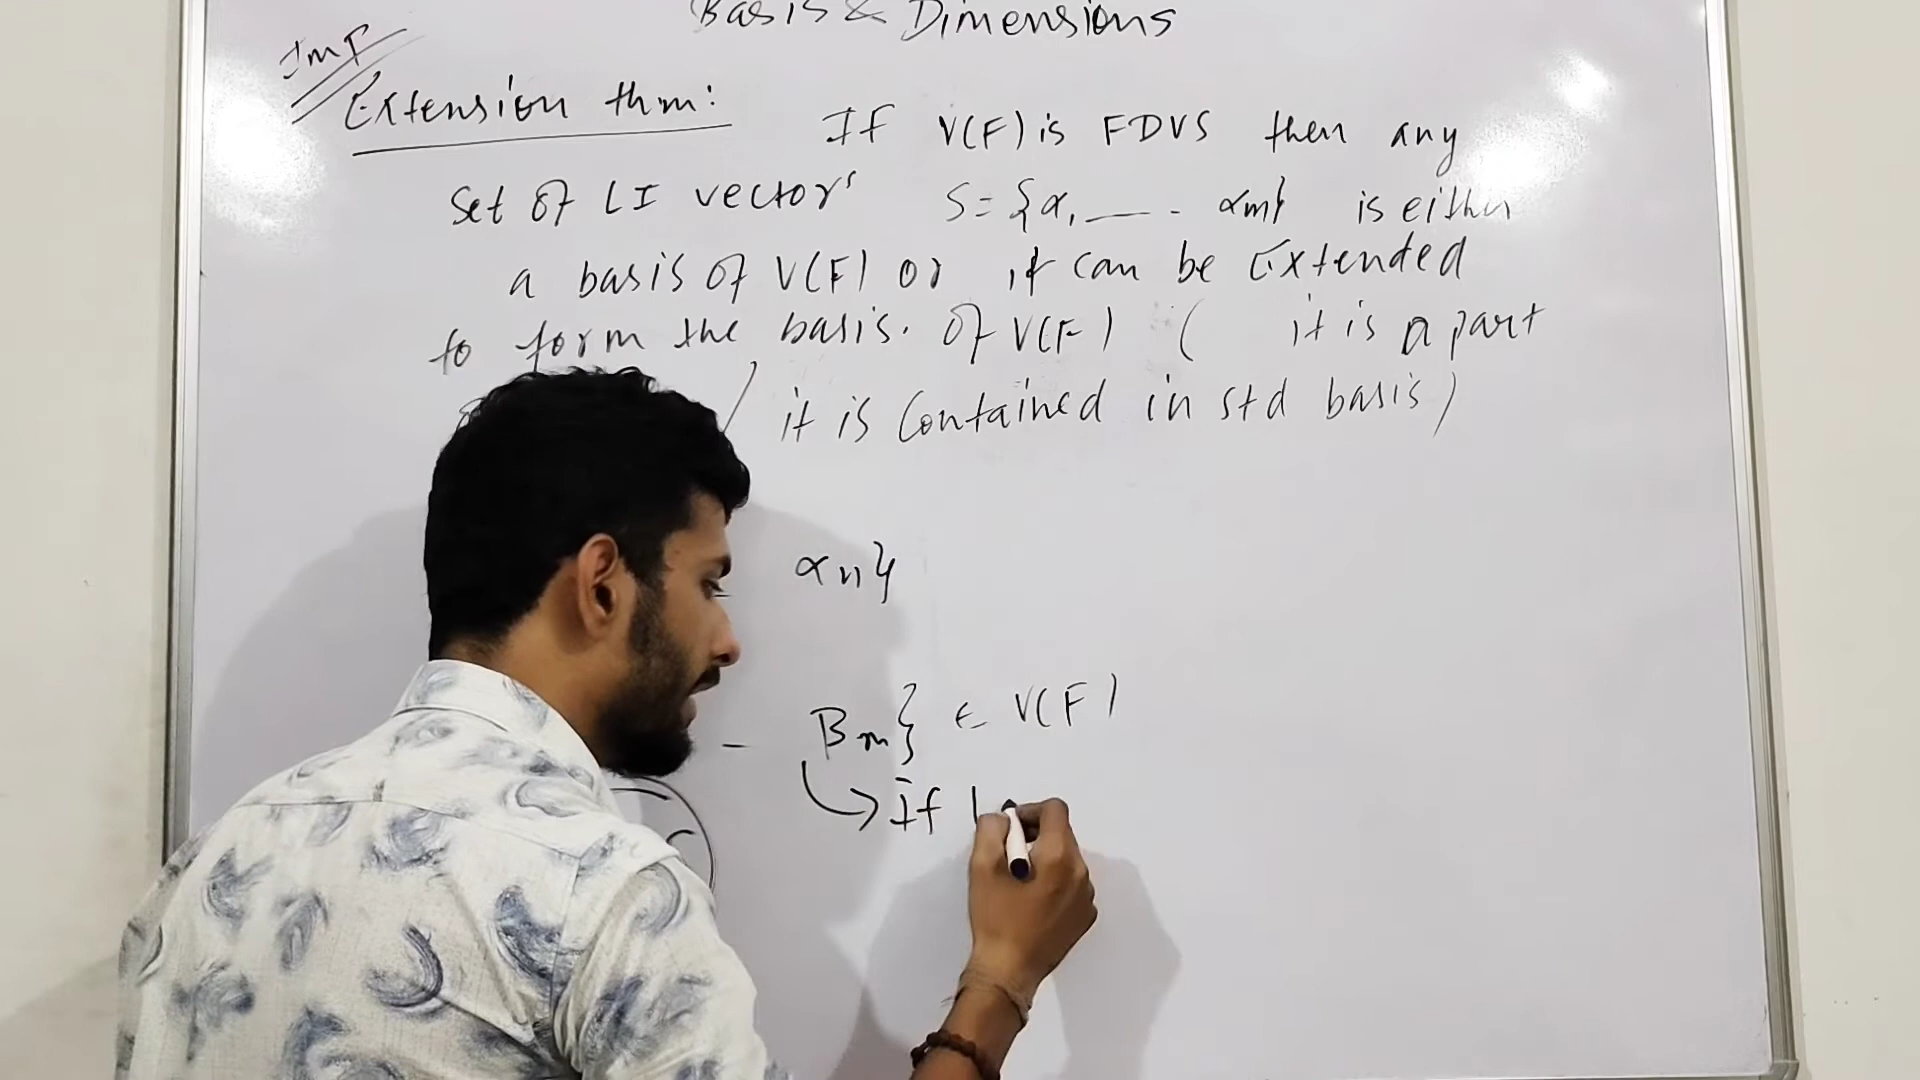 Basis & Dimensions
Imp
Extension thm: If V(F) is FDVS then any
set of LI vectors S = {α, — - αm} is either
a basis of V(F) or it can be Extended
to form the basis. of V(F) ( it is a part
/ it is contained in std basis)
αn}
- Bm} ∈ V(F)
↳ If